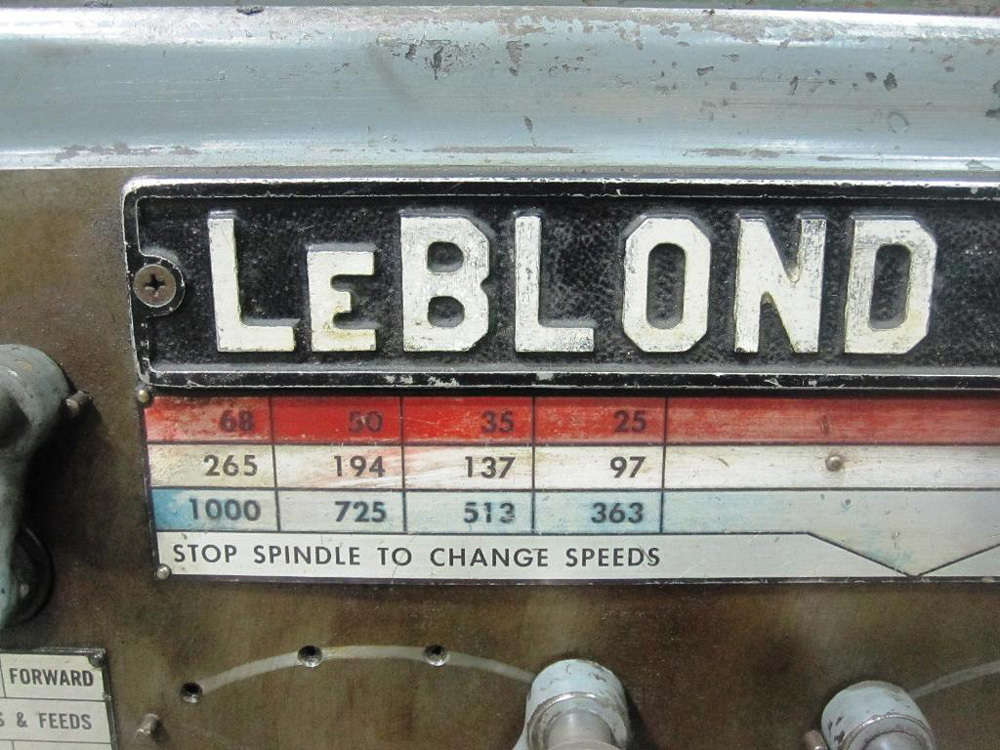 LEBLOND
68 50 35 25
265 194 137 97
1000 725 513 363
STOP SPINDLE TO CHANGE SPEEDS
FORWARD
& FEEDS